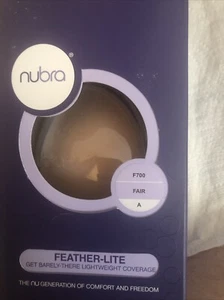 nubra®
F700
FAIR
A
FEATHER-LITE
GET BARELY-THERE LIGHTWEIGHT COVERAGE
THE NU GENERATION OF COMFORT AND FREEDOM